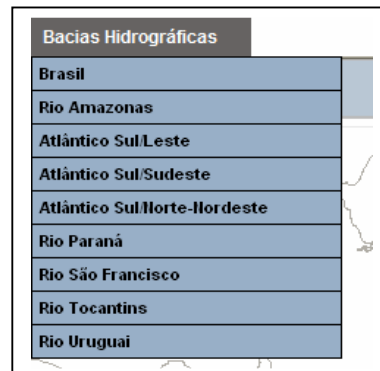 Bacias Hidrográficas
Brasil
Rio Amazonas
Atlântico Sul/Leste
Atlântico Sul/Sudeste
Atlântico Sul/Norte-Nordeste
Rio Paraná
Rio São Francisco
Rio Tocantins
Rio Uruguai